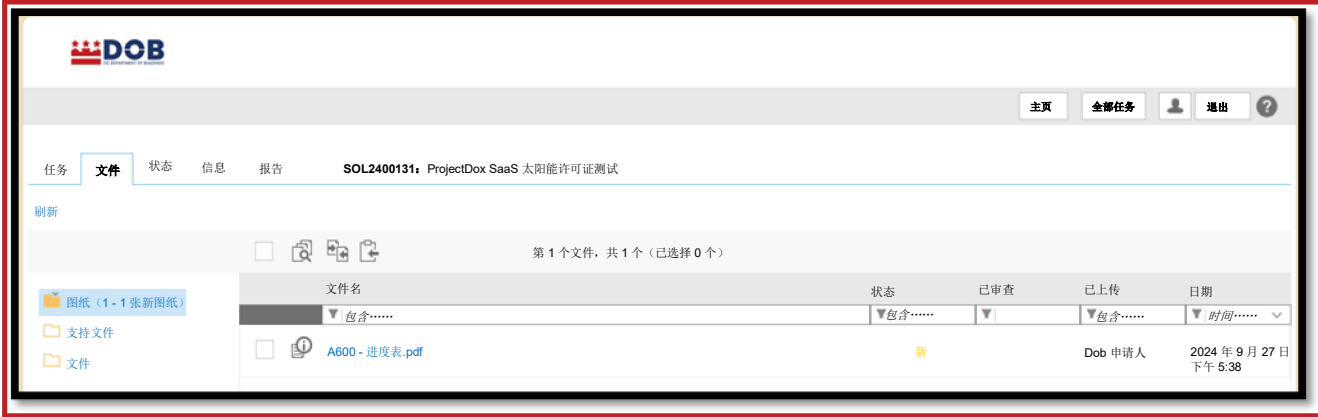 DOB
主页 全部任务 退出 ?
任务 文件 状态 信息 报告 SOL2400131：ProjectDox SaaS 太阳能许可证测试
刷新
第 1 个文件，共 1 个（已选择 0 个）
图纸（1 - 1 张新图纸）
支持文件
文件
文件名 状态 已审查 已上传 日期
包含…… 包含…… 包含…… 时间……
A600 - 进度表.pdf 新 Dob 申请人 2024 年 9 月 27 日
下午 5:38